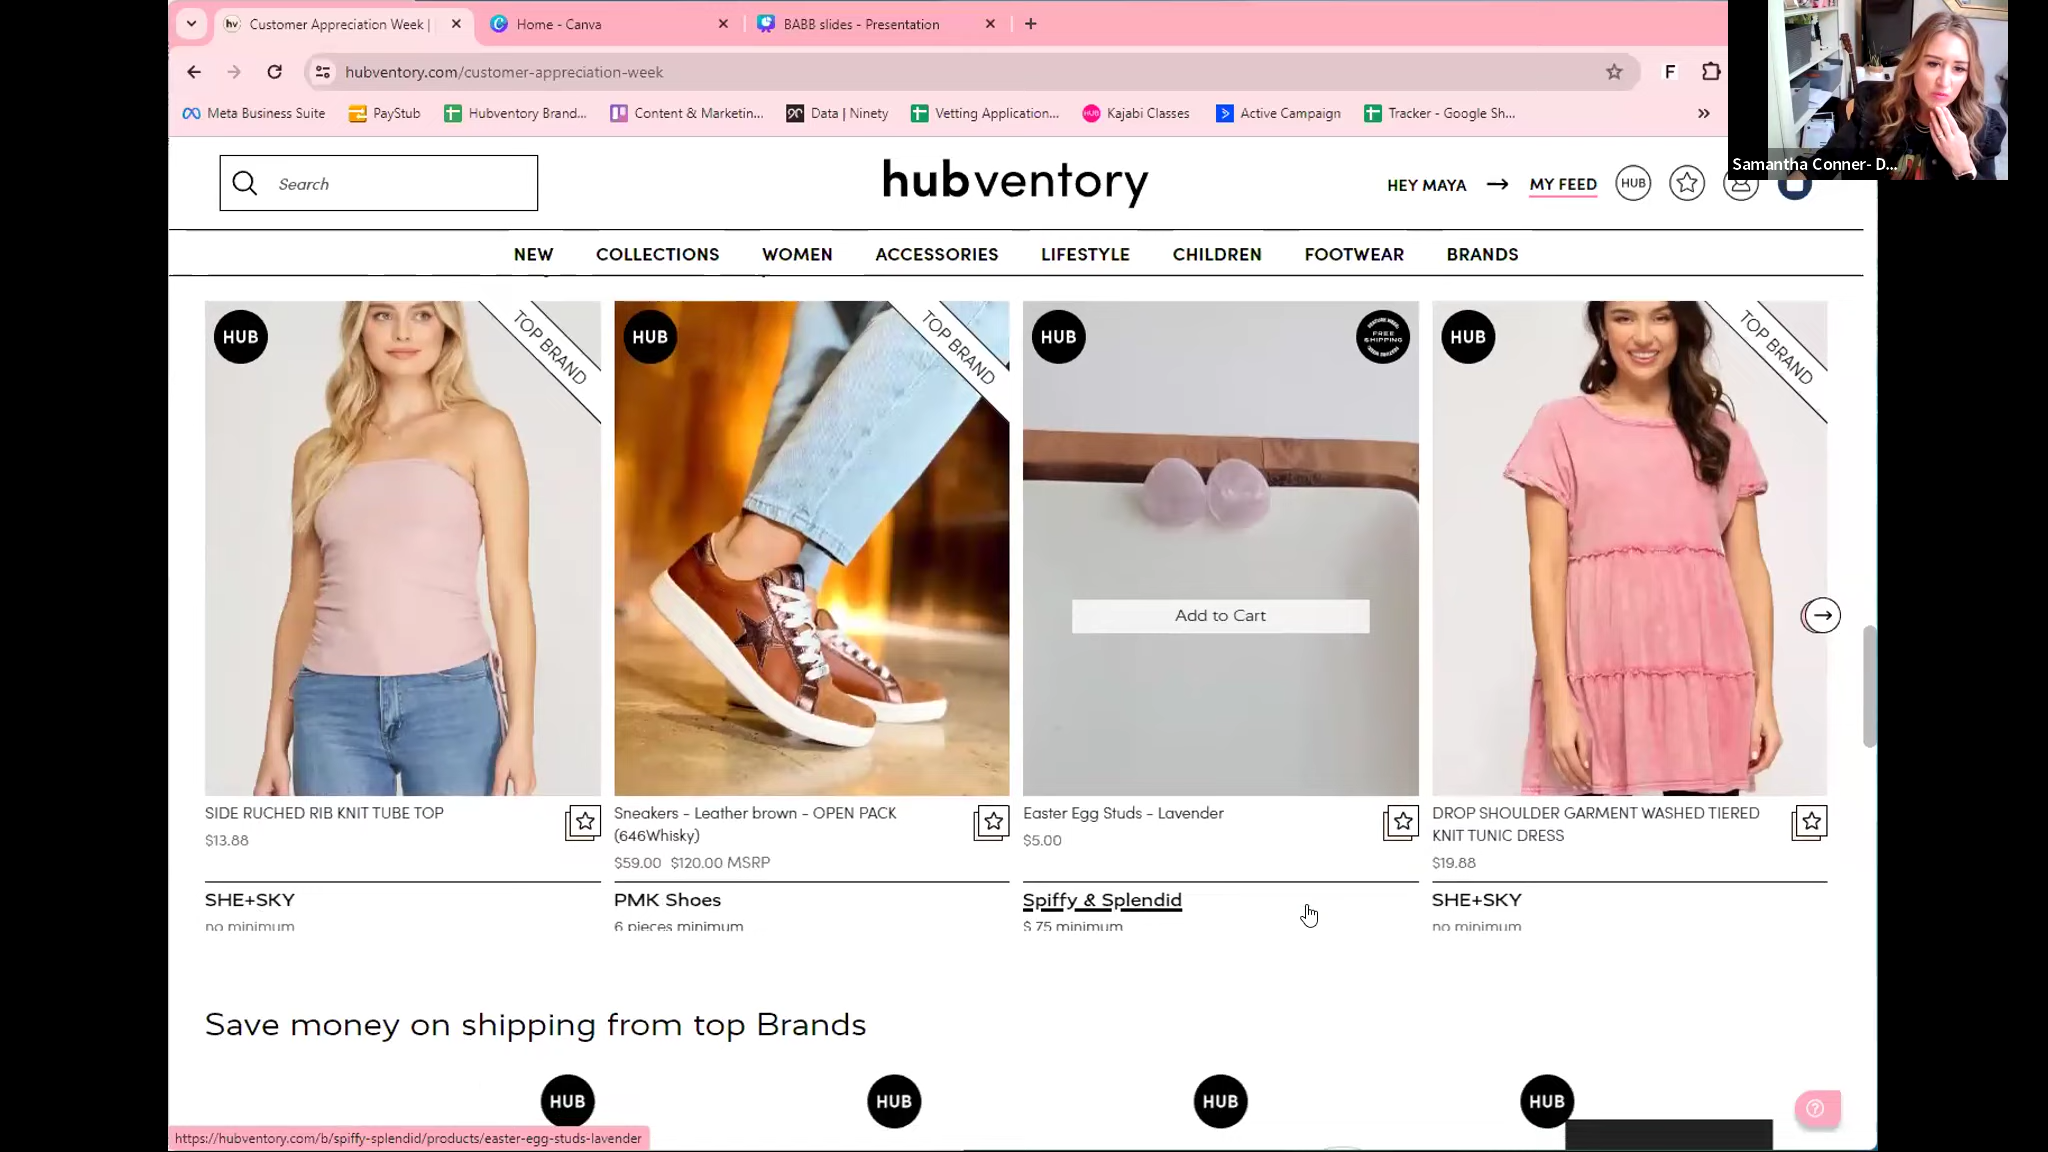 Customer Appreciation Week |
Home - Canva
BABB slides - Presentation
hubventory.com/customer-appreciation-week
F
Meta Business Suite
PayStub
Hubventory Brand...
Content & Marketin...
Data | Ninety
Vetting Application...
HUB
Kajabi Classes
Active Campaign
Tracker - Google Sh...
Samantha Conner- D...
Search
hubventory
HEY MAYA
MY FEED
HUB
NEW
COLLECTIONS
WOMEN
ACCESSORIES
LIFESTYLE
CHILDREN
FOOTWEAR
BRANDS
HUB
TOP BRAND
HUB
TOP BRAND
HUB
FREE
SHIPPING
HUB
TOP BRAND
Add to Cart
SIDE RUCHED RIB KNIT TUBE TOP
$13.88
SHE+SKY
no minimum
Sneakers - Leather brown - OPEN PACK
(646Whisky)
$59.00 $120.00 MSRP
PMK Shoes
6 pieces minimum
Easter Egg Studs - Lavender
$5.00
Spiffy & Splendid
$ 75 minimum
DROP SHOULDER GARMENT WASHED TIERED
KNIT TUNIC DRESS
$19.88
SHE+SKY
no minimum
Save money on shipping from top Brands
HUB
HUB
HUB
HUB
https://hubventory.com/b/spiffy-splendid/products/easter-egg-studs-lavender